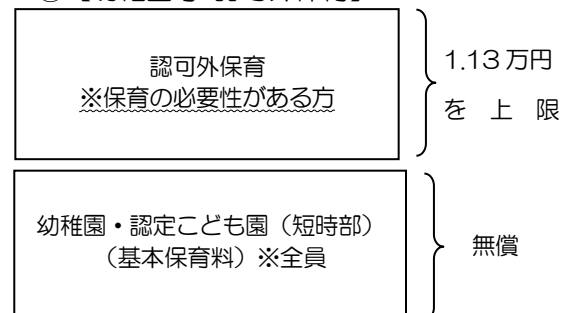 認可外保育
※保育の必要性がある方
1.13万円
を 上 限
幼稚園・認定こども園（短時部）
（基本保育料）※全員
無償